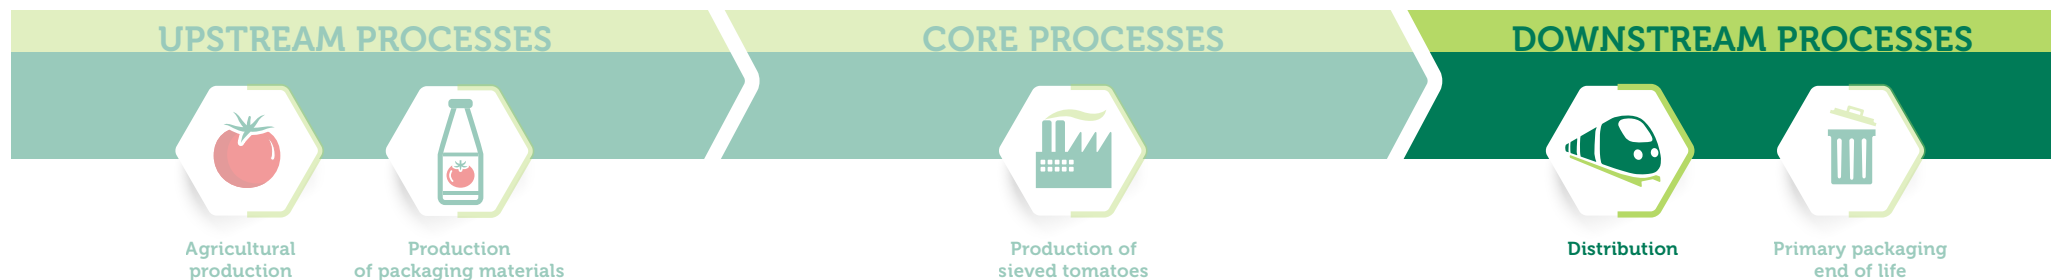 UPSTREAM PROCESSES
CORE PROCESSES
DOWNSTREAM PROCESSES
Agricultural
production
Production
of packaging materials
Production of
sieved tomatoes
Distribution
Primary packaging
end of life